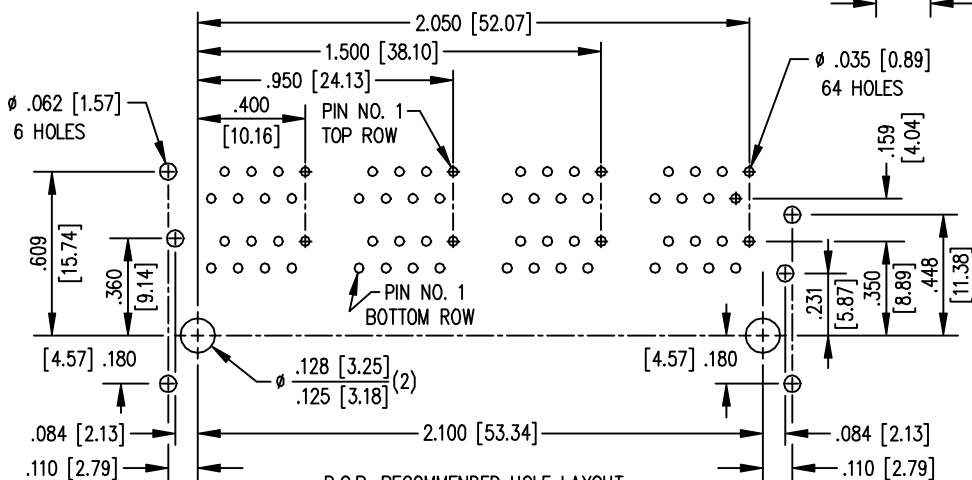 2.050 [52.07]
1.500 [38.10]
.950 [24.13]
ø .035 [0.89]
64 HOLES
ø .062 [1.57]
6 HOLES
.400
[10.16]
PIN NO. 1
TOP ROW
.159
[4.04]
.609
[15.74]
.360
[9.14]
PIN NO. 1
BOTTOM ROW
.231
[5.87]
.350
[8.89]
.448
[11.38]
[4.57] .180
[4.57] .180
ø .128 [3.25]
.125 [3.18]
(2)
.084 [2.13]
2.100 [53.34]
.084 [2.13]
.110 [2.79]
.110 [2.79]
P.C.B. RECOMMENDED HOLE LAYOUT